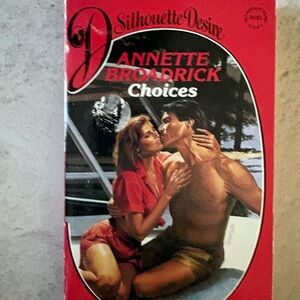 Silhouette Desire
D
ANNETTE
BROADRICK
Choices